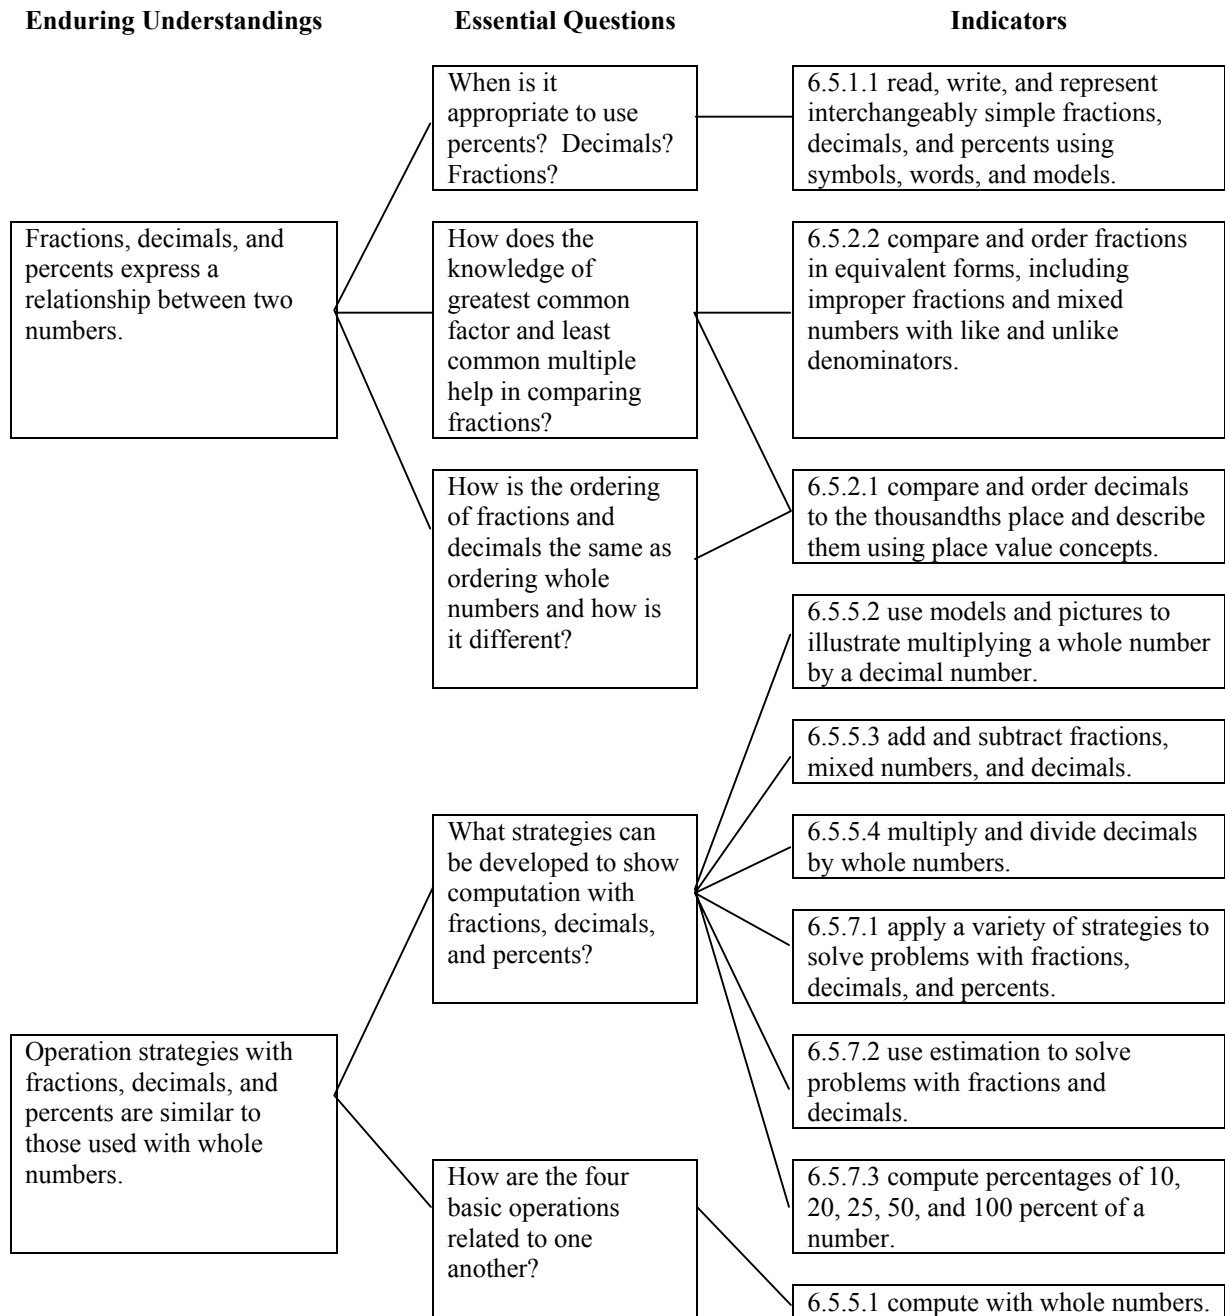 Enduring Understandings
Essential Questions
Indicators
When is it
appropriate to use
percents?  Decimals?
Fractions?
6.5.1.1 read, write, and represent
interchangeably simple fractions,
decimals, and percents using
symbols, words, and models.
Fractions, decimals, and
percents express a
relationship between two
numbers.
How does the
knowledge of
greatest common
factor and least
common multiple
help in comparing
fractions?
6.5.2.2 compare and order fractions
in equivalent forms, including
improper fractions and mixed
numbers with like and unlike
denominators.
How is the ordering
of fractions and
decimals the same as
ordering whole
numbers and how is
it different?
6.5.2.1 compare and order decimals
to the thousandths place and describe
them using place value concepts.
6.5.5.2 use models and pictures to
illustrate multiplying a whole number
by a decimal number.
6.5.5.3 add and subtract fractions,
mixed numbers, and decimals.
What strategies can
be developed to show
computation with
fractions, decimals,
and percents?
6.5.5.4 multiply and divide decimals
by whole numbers.
6.5.7.1 apply a variety of strategies to
solve problems with fractions,
decimals, and percents.
Operation strategies with
fractions, decimals, and
percents are similar to
those used with whole
numbers.
6.5.7.2 use estimation to solve
problems with fractions and
decimals.
How are the four
basic operations
related to one
another?
6.5.7.3 compute percentages of 10,
20, 25, 50, and 100 percent of a
number.
6.5.5.1 compute with whole numbers.